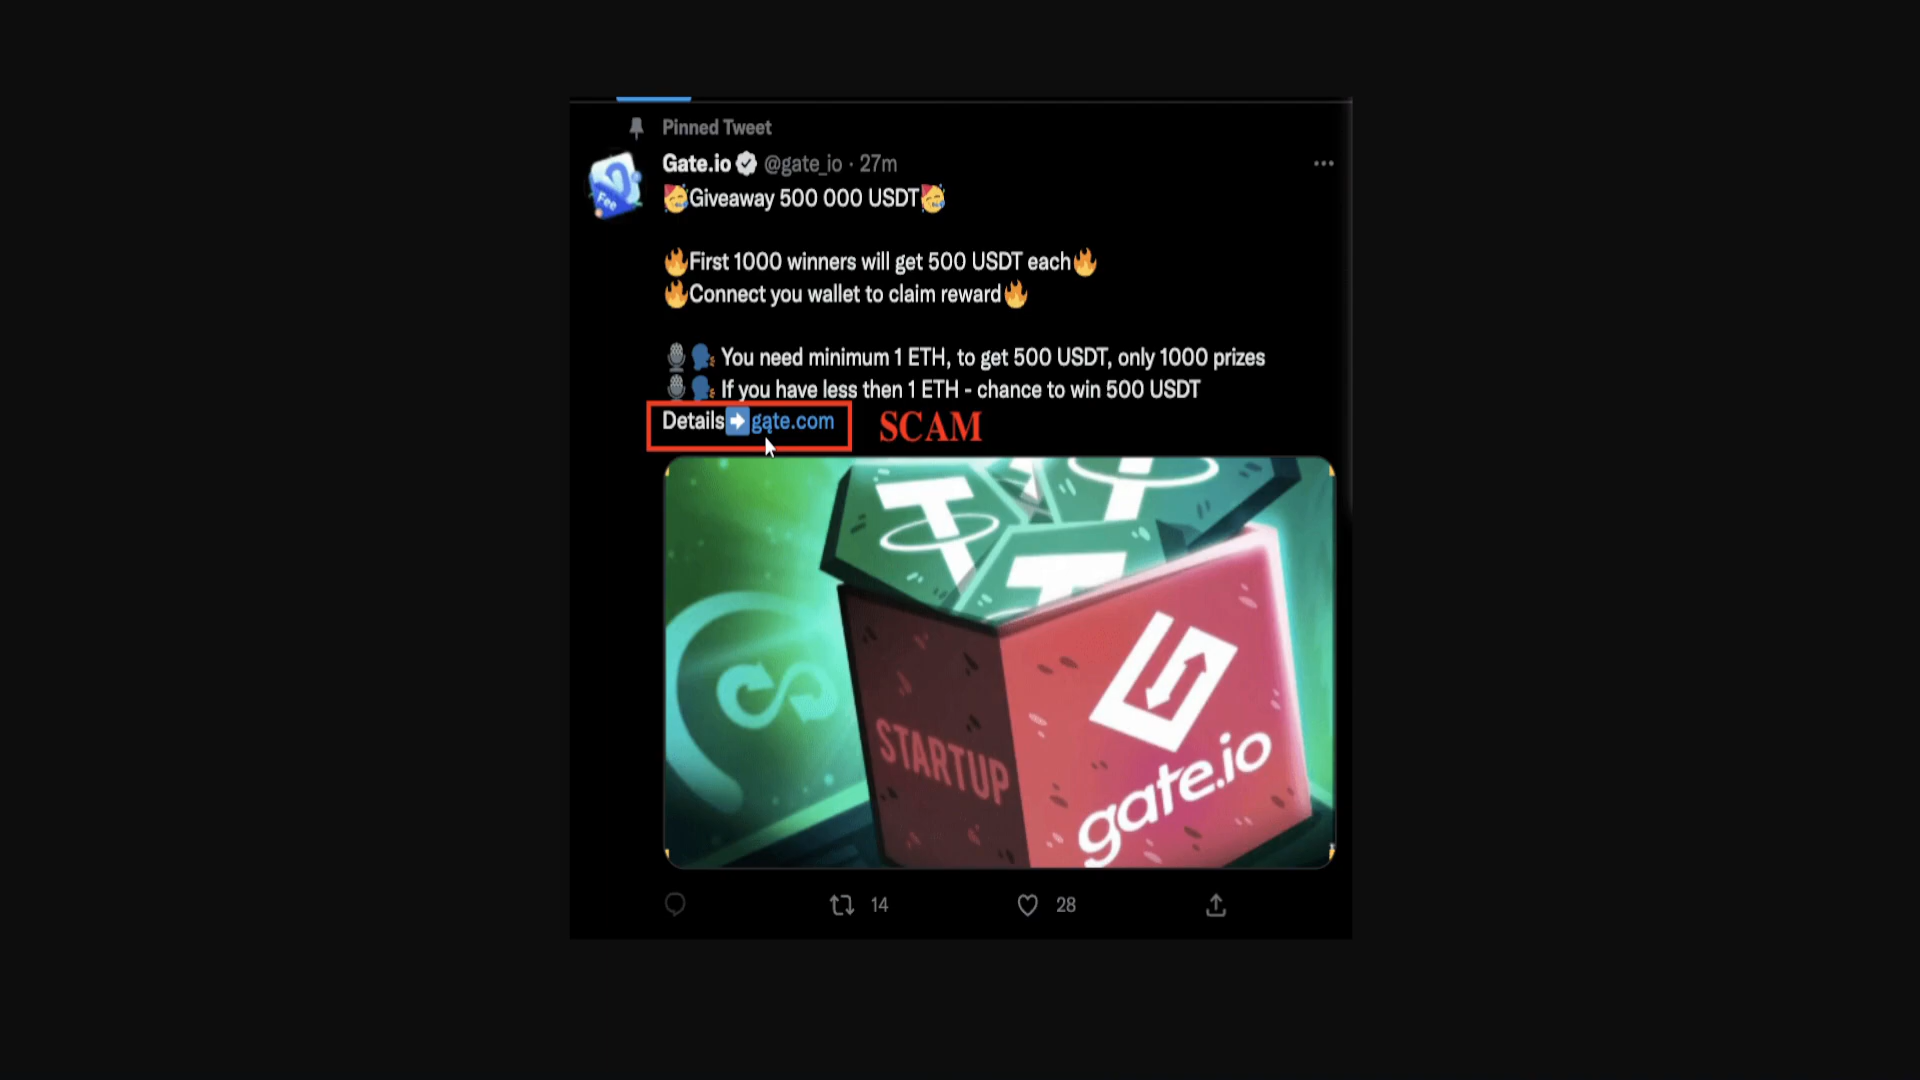 Pinned Tweet
Gate.io @gate_io · 27m
🥳Giveaway 500 000 USDT🥳
🔥First 1000 winners will get 500 USDT each🔥
🔥Connect you wallet to claim reward🔥
🎙🗣 You need minimum 1 ETH, to get 500 USDT, only 1000 prizes
🎙🗣 If you have less then 1 ETH - chance to win 500 USDT
Details➡gąte.com
SCAM
STARTUP
gate.io
14
28
Fee